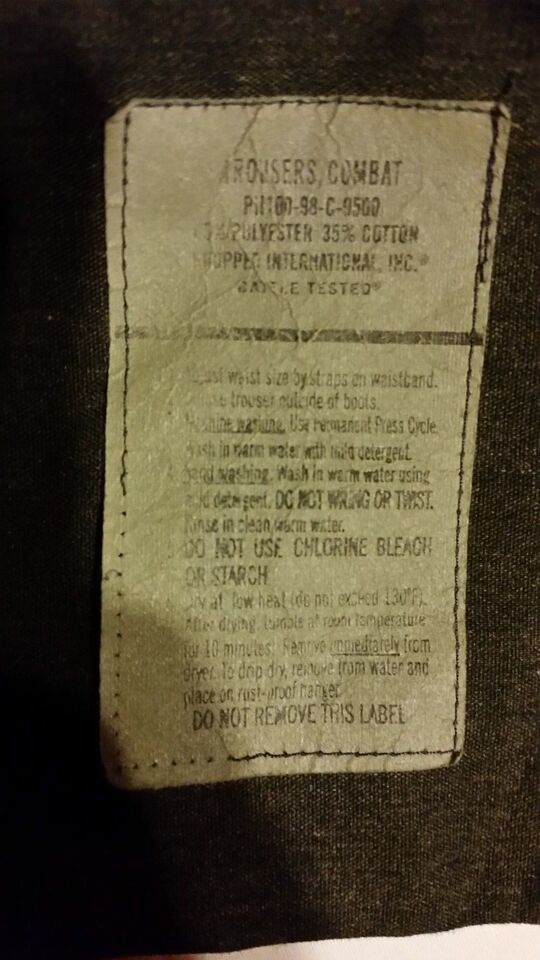 TROUSERS, COMBAT
PN100-98-C-9500
POLYESTER 35% COTTON
INTERNATIONAL, INC.®
BATTLE TESTED®
waist size by straps on waistband.
trouser outside of boots.
Machine washing. Use Permanent Press Cycle.
Wash in warm water with mild detergent.
Hand washing. Wash in warm water using
mild detergent. DO NOT WRING OR TWIST.
Rinse in clean, warm water.
DO NOT USE CHLORINE BLEACH
OR STARCH
Dry at low heat (do not exceed 130°F).
After drying, tumble at room temperature
for 10 minutes. Remove immediately from
dryer. To drip dry, remove from water and
place on rust-proof hanger.
DO NOT REMOVE THIS LABEL